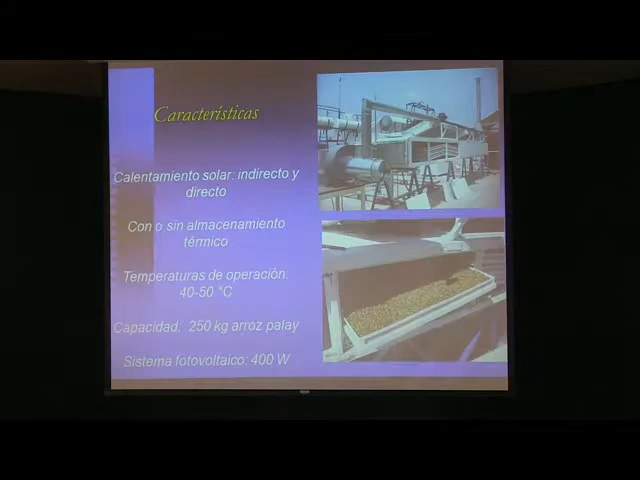 Características
Calentamiento solar: indirecto y
directo
Con o sin almacenamiento
térmico
Temperaturas de operación:
40-50 °C
Capacidad: 250 kg arroz palay
Sistema fotovoltaico: 400 W